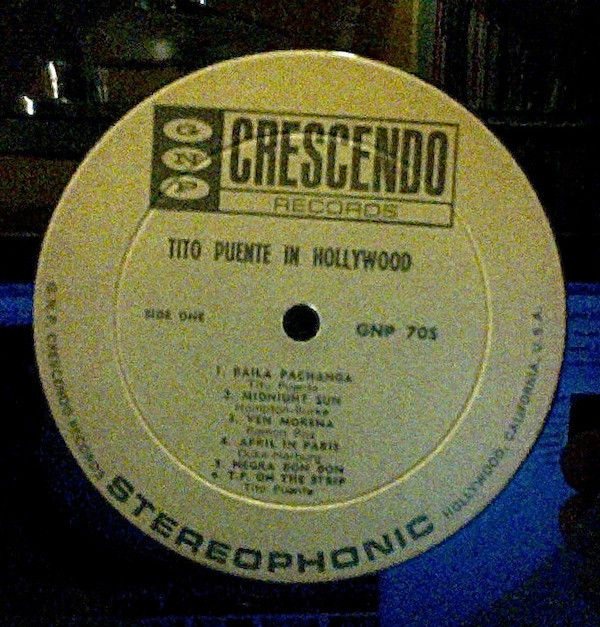 GNP
CRESCENDO
RECORDS
TITO PUENTE IN HOLLYWOOD
SIDE ONE
GNP 70S
1. BAILA PACHANGA
Tito Puente
2. MIDNIGHT SUN
Hampton-Burke
3. VEN MORENA
4. APRIL IN PARIS
Duke-Harburg
5. NEGRA BON BON
6. T.P. ON THE STRIP
Tito Puente
G.N.P. CRESCENDO RECORDS
STEREOPHONIC
HOLLYWOOD, CALIFORNIA, U.S.A.